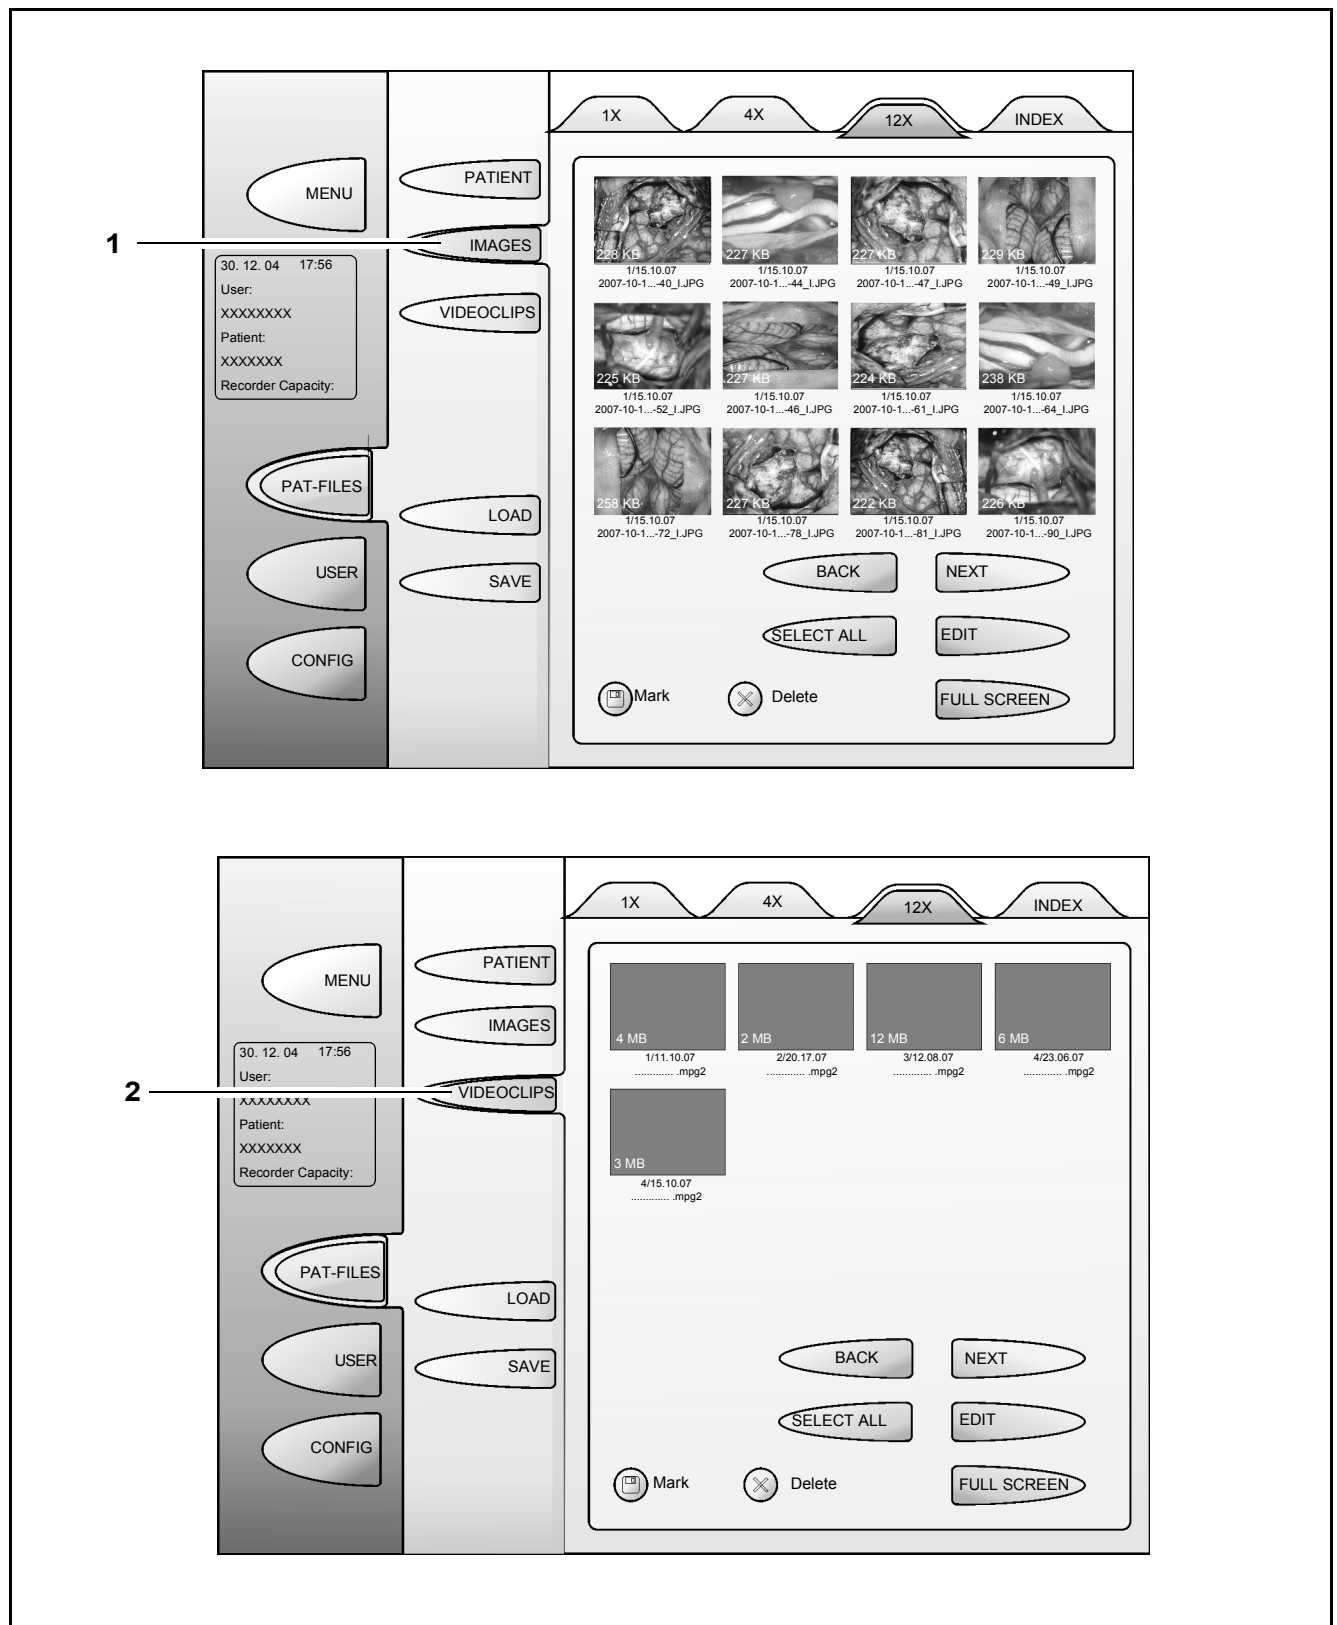 1X 4X 12X INDEX
MENU
PATIENT
1
IMAGES
VIDEOCLIPS
30. 12. 04 17:56
User:
XXXXXXXX
Patient:
XXXXXXX
Recorder Capacity:
PAT-FILES
USER
CONFIG
LOAD
SAVE
228 KB 227 KB 227 KB 229 KB
1/15.10.07 1/15.10.07 1/15.10.07 1/15.10.07
2007-10-1...-40_I.JPG 2007-10-1...-44_I.JPG 2007-10-1...-47_I.JPG 2007-10-1...-49_I.JPG
225 KB 227 KB 224 KB 238 KB
1/15.10.07 1/15.10.07 1/15.10.07 1/15.10.07
2007-10-1...-52_I.JPG 2007-10-1...-46_I.JPG 2007-10-1...-61_I.JPG 2007-10-1...-64_I.JPG
258 KB 227 KB 222 KB 226 KB
1/15.10.07 1/15.10.07 1/15.10.07 1/15.10.07
2007-10-1...-72_I.JPG 2007-10-1...-78_I.JPG 2007-10-1...-81_I.JPG 2007-10-1...-90_I.JPG
BACK NEXT
SELECT ALL EDIT
Mark Delete FULL SCREEN
1X 4X 12X INDEX
MENU
PATIENT
IMAGES
2
VIDEOCLIPS
30. 12. 04 17:56
User:
XXXXXXXX
Patient:
XXXXXXX
Recorder Capacity:
PAT-FILES
USER
CONFIG
LOAD
SAVE
4 MB 2 MB 12 MB 6 MB
1/11.10.07 2/20.17.07 3/12.08.07 4/23.06.07
............. .mpg2 ............. .mpg2 ............. .mpg2 ............. .mpg2
3 MB
4/15.10.07
............. .mpg2
BACK NEXT
SELECT ALL EDIT
Mark Delete FULL SCREEN